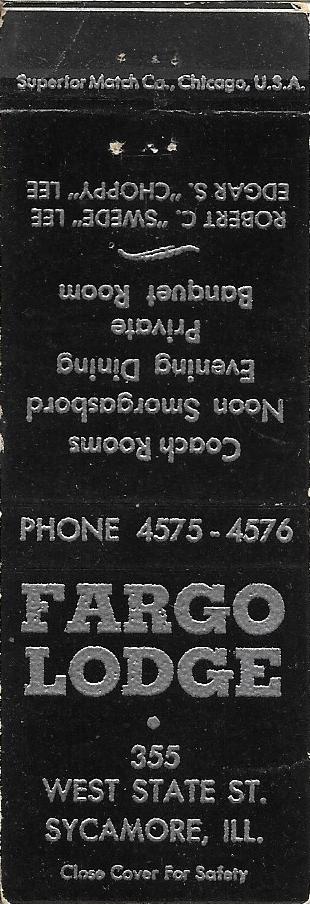 Superior Match Co., Chicago, U.S.A.
Coach Rooms
Noon Smorgasbord
Evening Dining
Private
Banquet Room
ROBERT C. "SWEDE" LEE
EDGAR S. "CHOPPY" LEE
PHONE 4575-4576
FARGO
LODGE
355
WEST STATE ST.
SYCAMORE, ILL.
Close Cover For Safety